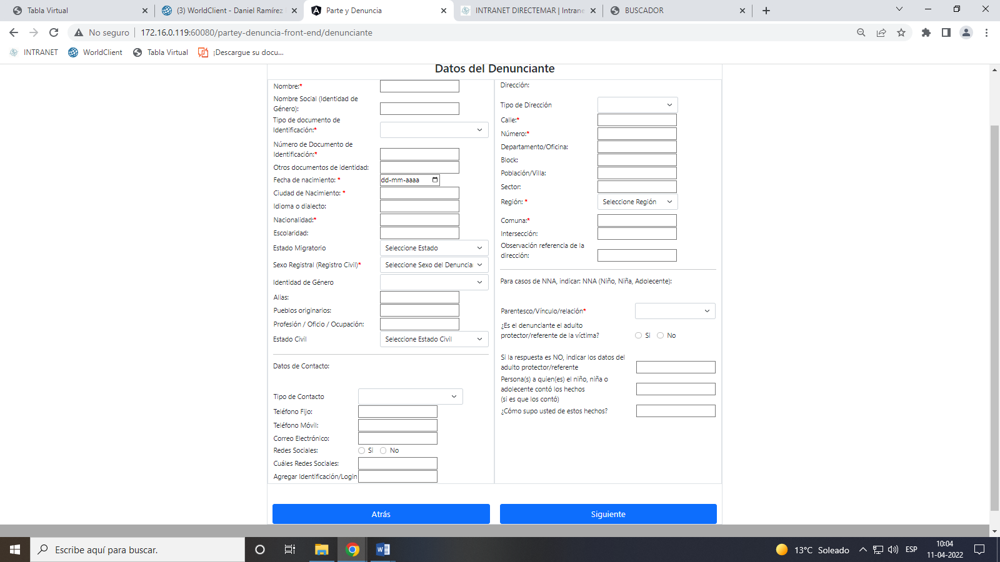 Tabla Virtual
(3) WorldClient - Daniel Ramírez
Parte y Denuncia
INTRANET DIRECTEMAR | Intrane
BUSCADOR
No seguro
172.16.0.119:60080/partey-denuncia-front-end/denunciante
INTRANET
WorldClient
Tabla Virtual
¡Descargue su docu...
Datos del Denunciante
Nombre:*
Nombre Social (Identidad de
Género):
Tipo de documento de
Identificación:*
Número de Documento de
Identificación:*
Otros documentos de identidad:
Fecha de nacimiento: *
dd-mm-aaaa
Ciudad de Nacimiento: *
Idioma o dialecto:
Nacionalidad:*
Escolaridad:
Estado Migratorio
Seleccione Estado
Sexo Registral (Registro Civil)*
Seleccione Sexo del Denuncia
Identidad de Género
Alias:
Pueblos originarios:
Profesión / Oficio / Ocupación:
Estado Civil
Seleccione Estado Civil
Datos de Contacto:
Tipo de Contacto
Teléfono Fijo:
Teléfono Móvil:
Correo Electrónico:
Redes Sociales:
Si
No
Cuáles Redes Sociales:
Agregar Identificación/Login
Dirección:
Tipo de Dirección
Calle:*
Número:*
Departamento/Oficina:
Block:
Población/Villa:
Sector:
Región: *
Seleccione Región
Comuna:*
Intersección:
Observación referencia de la
dirección:
Para casos de NNA, indicar: NNA (Niño, Niña, Adolecente):
Parentesco/Vínculo/relación*
¿Es el denunciante el adulto
protector/referente de la víctima?
Si
No
Si la respuesta es NO, indicar los datos del
adulto protector/referente
Persona(s) a quien(es) el niño, niña o
adolecente contó los hechos
(si es que los contó)
¿Cómo supo usted de estos hechos?
Atrás
Siguiente
Escribe aquí para buscar.
13°C Soleado
ESP
10:04
11-04-2022